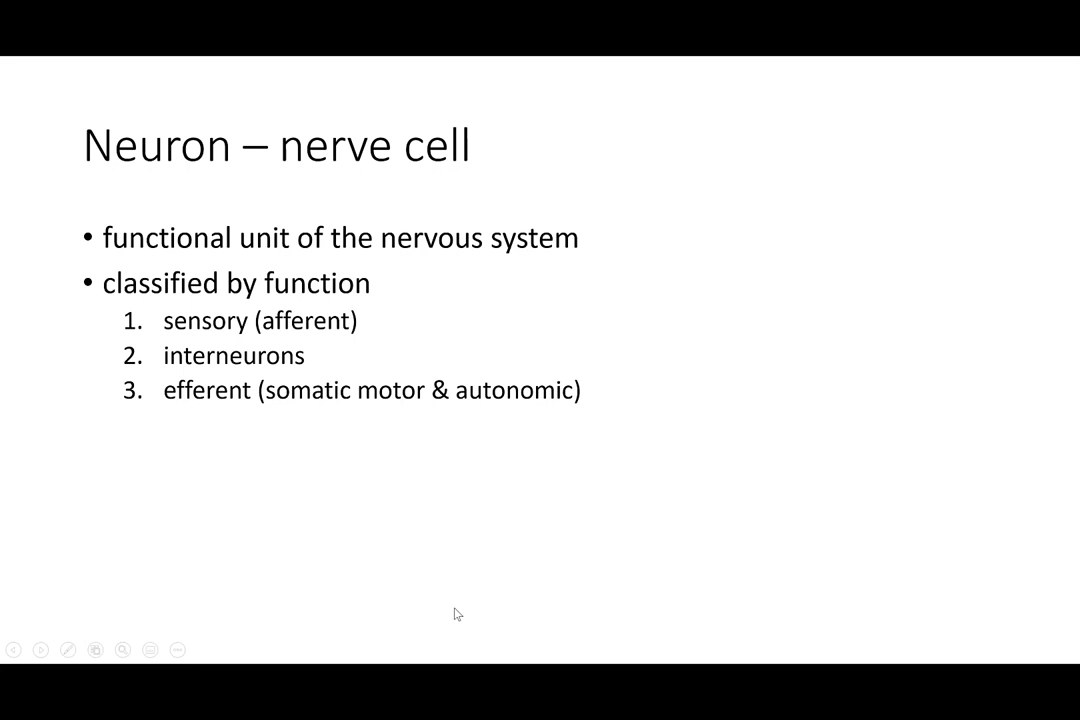 Neuron – nerve cell
• functional unit of the nervous system
• classified by function
1. sensory (afferent)
2. interneurons
3. efferent (somatic motor & autonomic)